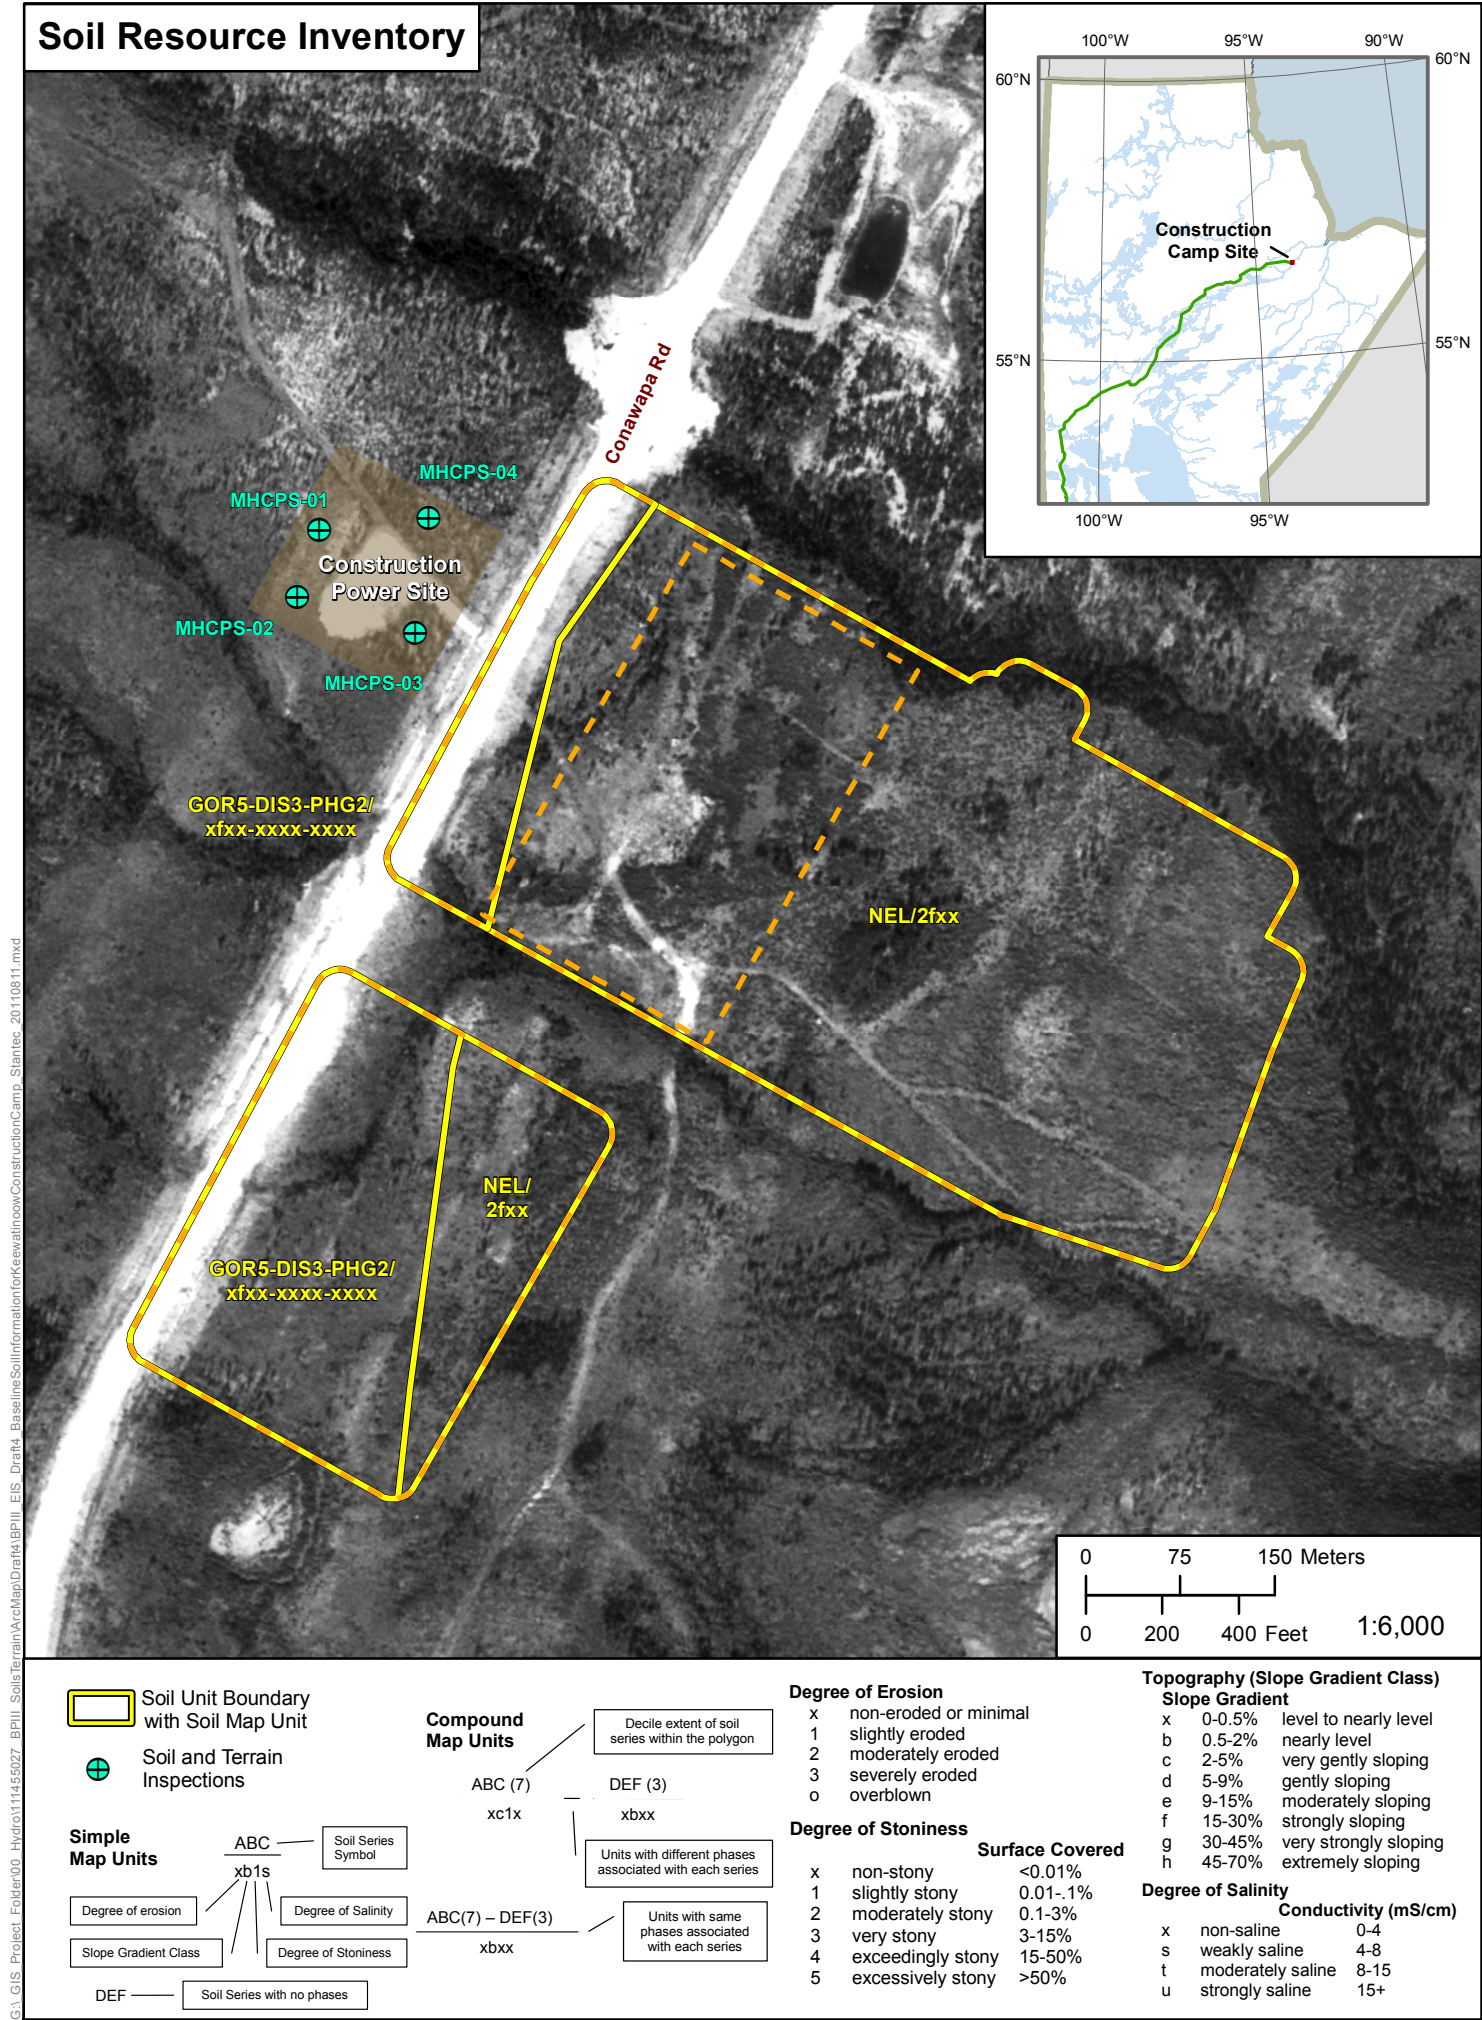 Soil Resource Inventory
100°W
95°W
90°W
60°N
60°N
Construction
Camp Site
55°N
55°N
100°W
95°W
Conawapa Rd
MHCPS-04
MHCPS-01
Construction
Power Site
MHCPS-02
MHCPS-03
GOR5-DIS3-PHG2/
xfxx-xxxx-xxxx
NEL/2fxx
NEL/
2fxx
GOR5-DIS3-PHG2/
xfxx-xxxx-xxxx
0 75 150 Meters
0 200 400 Feet
1:6,000
G:\_GIS_Project_Folder\00_Hydro\111455027_BPIII_SoilsTerrain\ArcMap\Draft4\BPIII_EIS_Draft4_BaselineSoilInformationforKeewatinoowConstructionCamp_Stantec_20110811.mxd
Soil Unit Boundary
with Soil Map Unit
Soil and Terrain
Inspections
Simple
Map Units
ABC
xb1s
Soil Series
Symbol
Degree of erosion
Degree of Salinity
Slope Gradient Class
Degree of Stoniness
DEF
Soil Series with no phases
Compound
Map Units
Decile extent of soil
series within the polygon
ABC (7)
DEF (3)
xc1x
xbxx
Units with different phases
associated with each series
ABC(7) – DEF(3)
xbxx
Units with same
phases associated
with each series
Degree of Erosion
x non-eroded or minimal
1 slightly eroded
2 moderately eroded
3 severely eroded
o overblown
Degree of Stoniness
Surface Covered
x non-stony <0.01%
1 slightly stony 0.01-.1%
2 moderately stony 0.1-3%
3 very stony 3-15%
4 exceedingly stony 15-50%
5 excessively stony >50%
Topography (Slope Gradient Class)
Slope Gradient
x 0-0.5% level to nearly level
b 0.5-2% nearly level
c 2-5% very gently sloping
d 5-9% gently sloping
e 9-15% moderately sloping
f 15-30% strongly sloping
g 30-45% very strongly sloping
h 45-70% extremely sloping
Degree of Salinity
Conductivity (mS/cm)
x non-saline 0-4
s weakly saline 4-8
t moderately saline 8-15
u strongly saline 15+